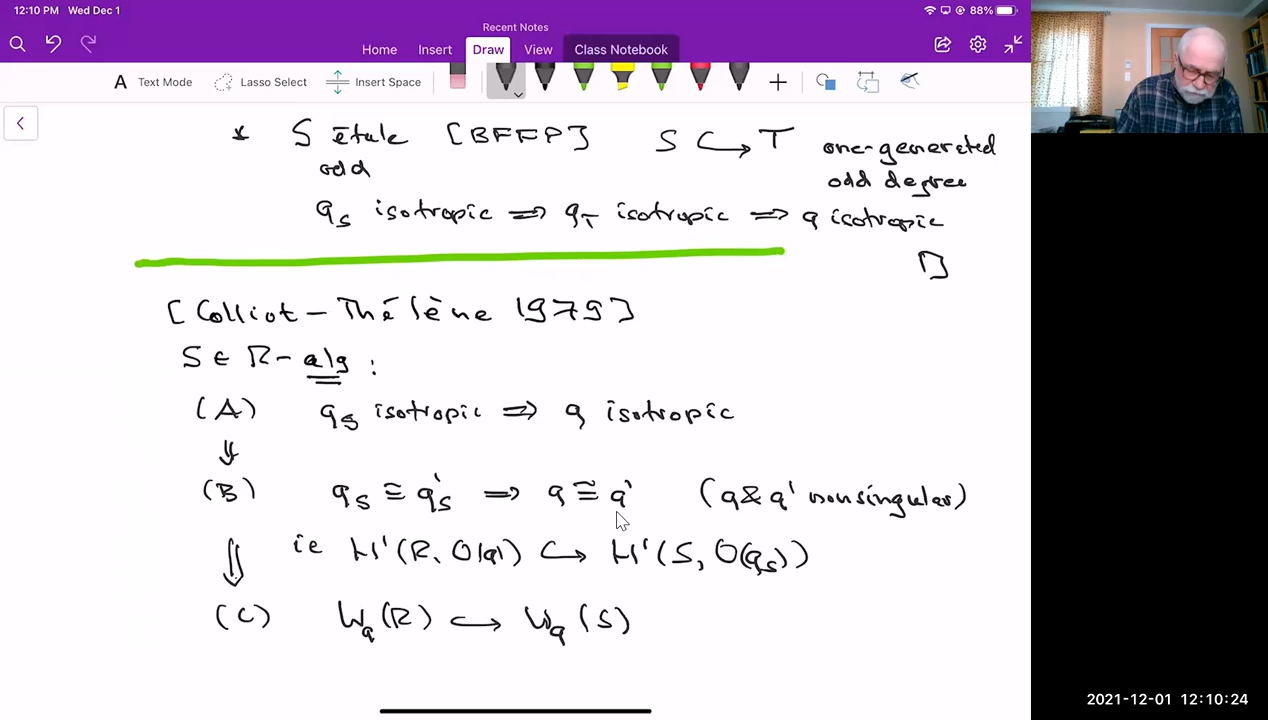 12:10 PM Wed Dec 1
88%
Recent Notes
Home Insert Draw View Class Notebook
Text Mode Lasso Select Insert Space
* S étale [BFFP] S ↪ T one-generated
odd odd degree
q_S isotropic ⇒ q_T isotropic ⇒ q isotropic
[Colliot-Thélène 1979]
S ∈ R-alg :
(A) q_S isotropic ⇒ q isotropic
⇓
(B) q_S ≅ q'_S ⇒ q ≅ q' (q & q' nonsingular)
⇓ ie H'(R, O(q)) ↪ H'(S, O(q_S))
(C) W_q(R) ↪ W_q(S)
2021-12-01 12:10:24